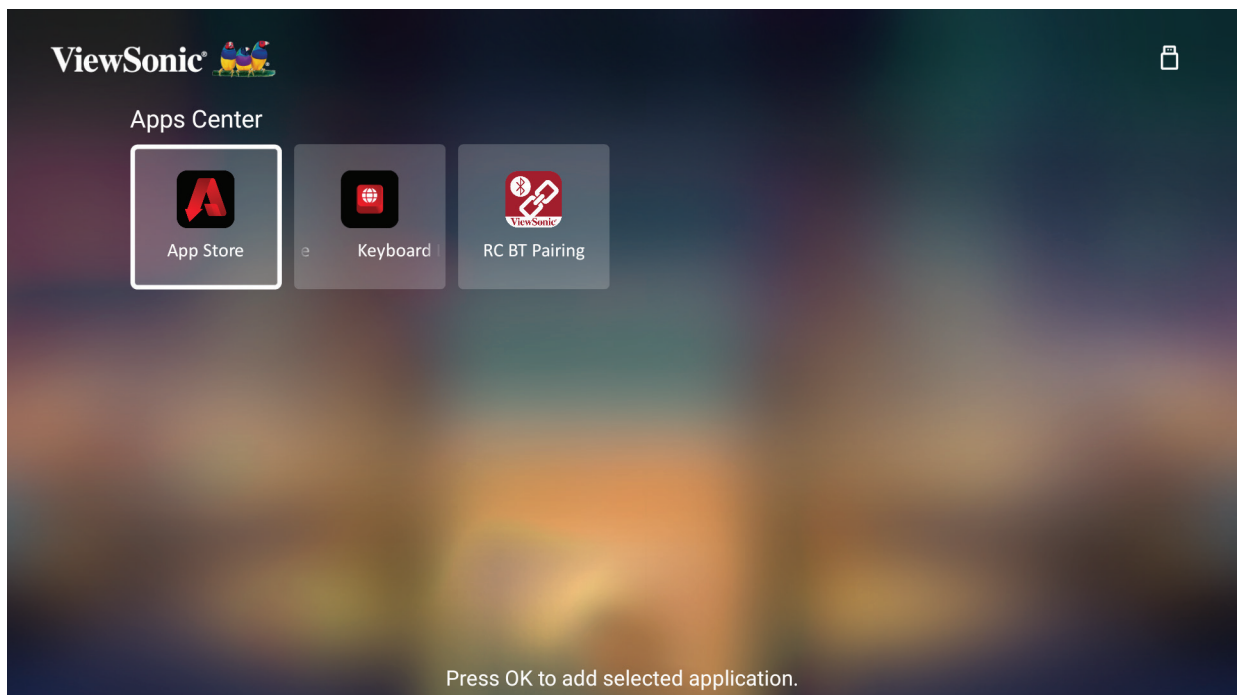 ViewSonic®
Apps Center
App Store
e Keyboard
RC BT Pairing
ViewSonic
Press OK to add selected application.